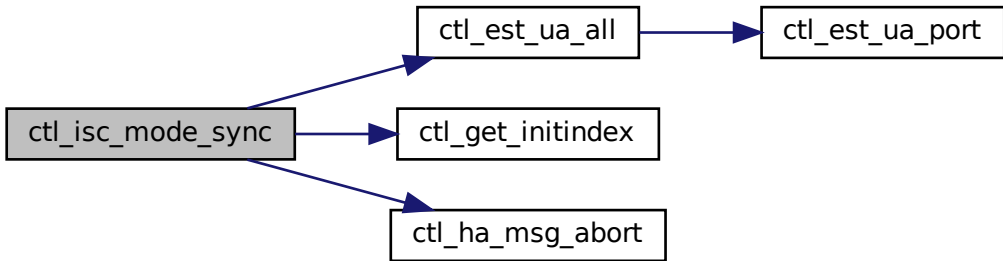 ctl_est_ua_all
ctl_est_ua_port
ctl_isc_mode_sync
ctl_get_initindex
ctl_ha_msg_abort